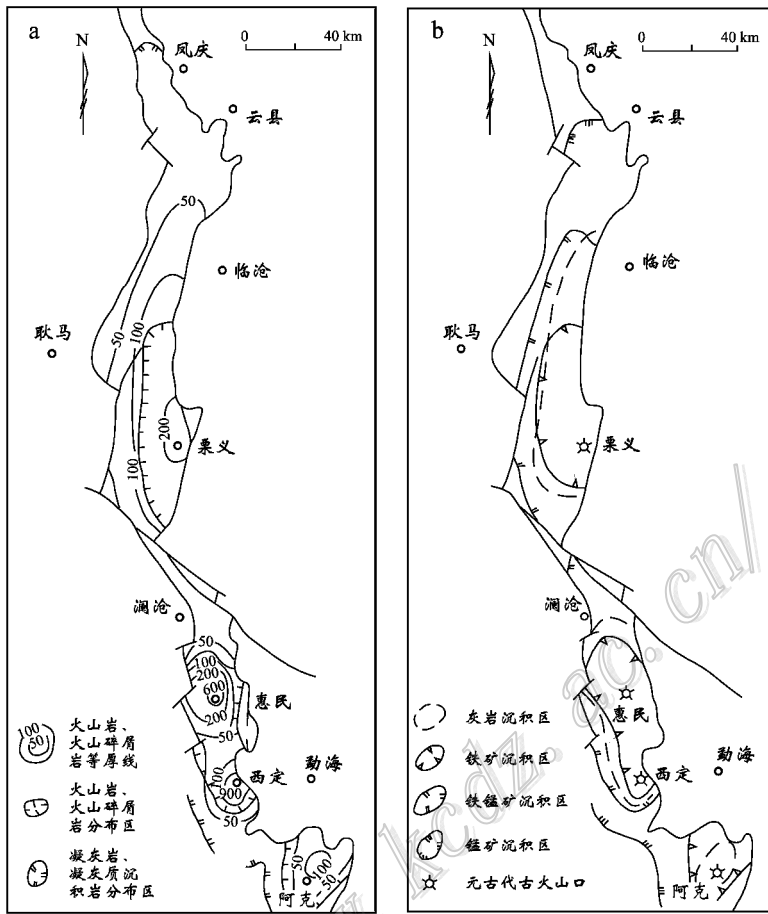 a
N
0 40 km
凤庆
云县
50
临沧
耿马
50
100
200
栗义
100
澜沧
50
100
200
600
200
50
惠民
100
900
西定
勐海
50
50
100
50
阿克
100
50
火山岩、
火山碎屑
岩等厚线
火山岩、
火山碎屑
岩分布区
凝灰岩、
凝灰质沉
积岩分布区
b
N
0 40 km
凤庆
云县
临沧
耿马
栗义
澜沧
惠民
西定
勐海
阿克
灰岩沉积区
铁矿沉积区
铁锰矿沉积区
锰矿沉积区
元古代古火山口
kcdz.ac.cn/